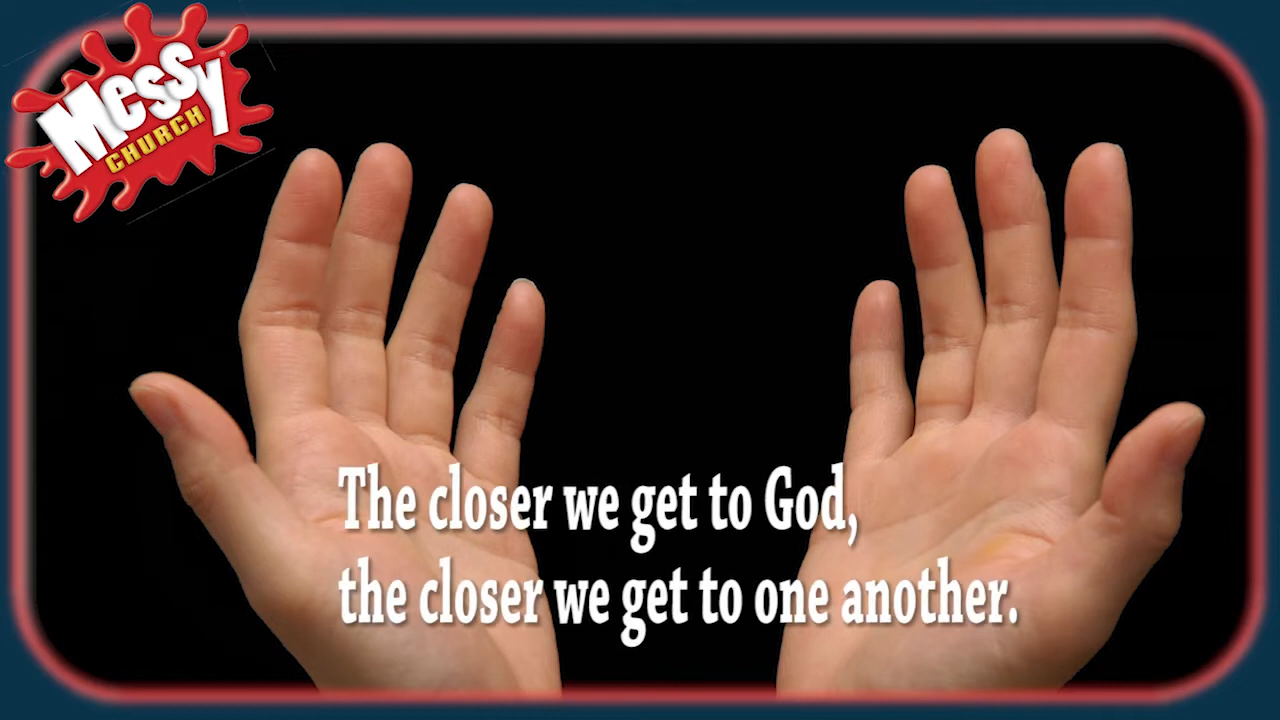 Messy
CHURCH
The closer we get to God,
the closer we get to one another.